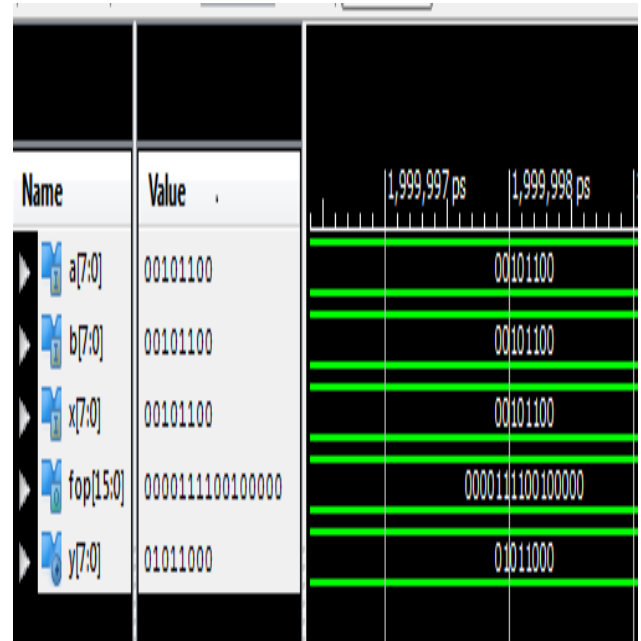 Name Value 1,999,997 ps 1,999,998 ps
a[7:0] 00101100 00101100
b[7:0] 00101100 00101100
x[7:0] 00101100 00101100
fop[15:0] 0000111100100000 0000111100100000
y[7:0] 01011000 01011000